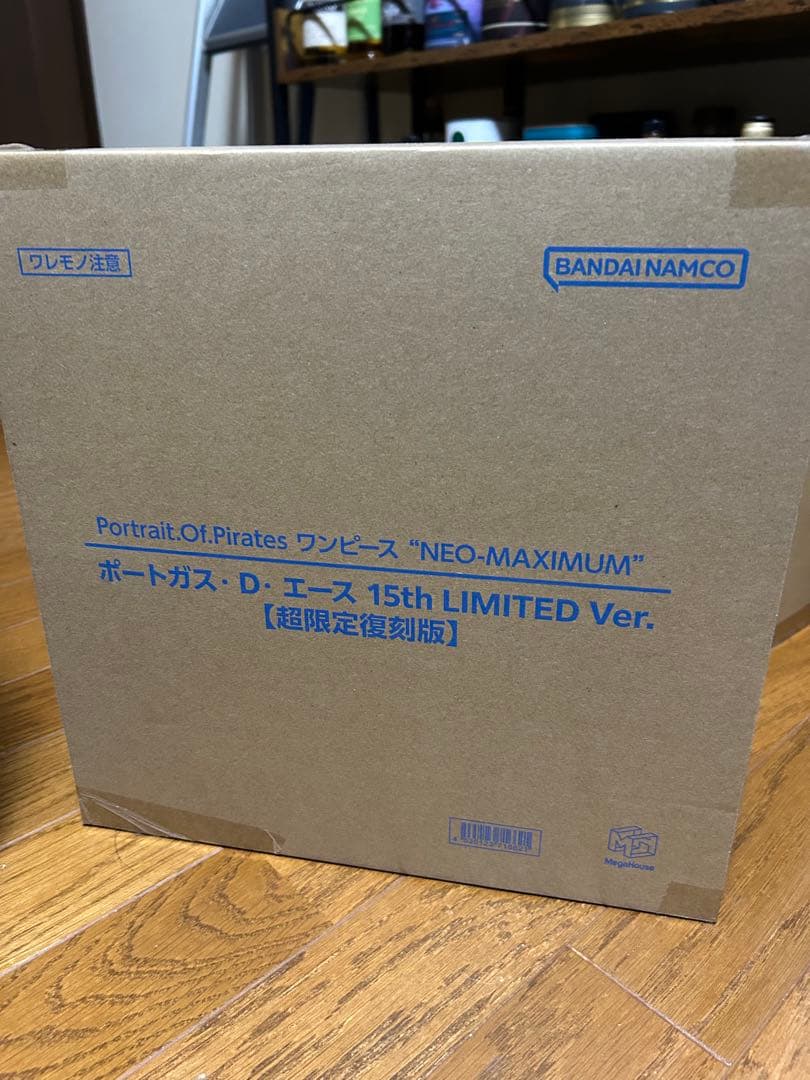 ワレモノ注意
BANDAI NAMCO
Portrait.Of.Pirates ワンピース “NEO-MAXIMUM”
ポートガス・D・エース 15th LIMITED Ver.
【超限定復刻版】
MegaHouse